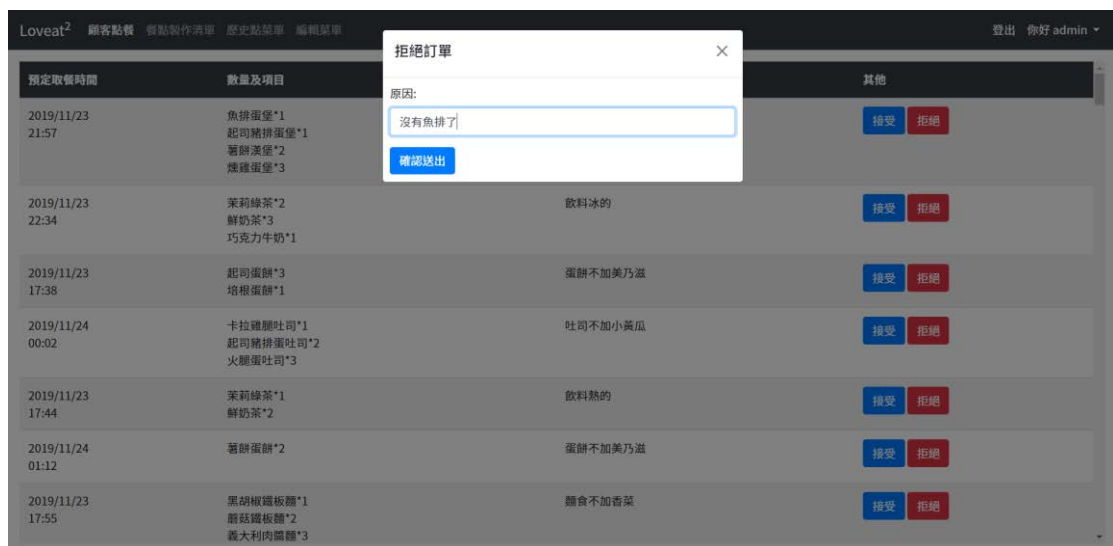 Loveat² 顧客點餐 餐點製作清單 歷史點菜單 編輯菜單 登出 你好 admin
拒絕訂單 ×
原因:
沒有魚排了
確認送出
預定取餐時間 數量及項目 其他
2019/11/23 魚排蛋堡*1 接受 拒絕
21:57 起司豬排蛋堡*1
薯餅漢堡*2
燻雞蛋堡*3
2019/11/23 茉莉綠茶*2 飲料冰的 接受 拒絕
22:34 鮮奶茶*3
巧克力牛奶*1
2019/11/23 起司蛋餅*3 蛋餅不加美乃滋 接受 拒絕
17:38 培根蛋餅*1
2019/11/24 卡拉雞腿吐司*1 吐司不加小黃瓜 接受 拒絕
00:02 起司豬排蛋吐司*2
火腿蛋吐司*3
2019/11/23 茉莉綠茶*1 飲料熱的 接受 拒絕
17:44 鮮奶茶*2
2019/11/24 薯餅蛋餅*2 蛋餅不加美乃滋 接受 拒絕
01:12
2019/11/23 黑胡椒鐵板麵*1 麵食不加香菜 接受 拒絕
17:55 蘑菇鐵板麵*2
義大利肉醬麵*3